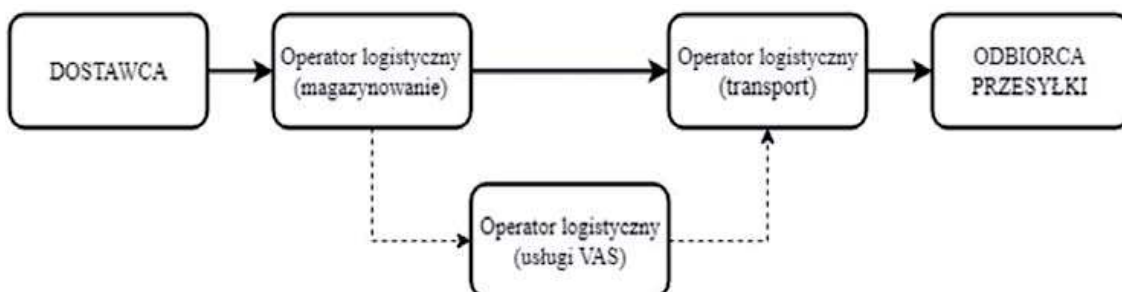 DOSTAWCA
Operator logistyczny
(magazynowanie)
Operator logistyczny
(transport)
ODBIORCA
PRZESYŁKI
Operator logistyczny
(usługi VAS)